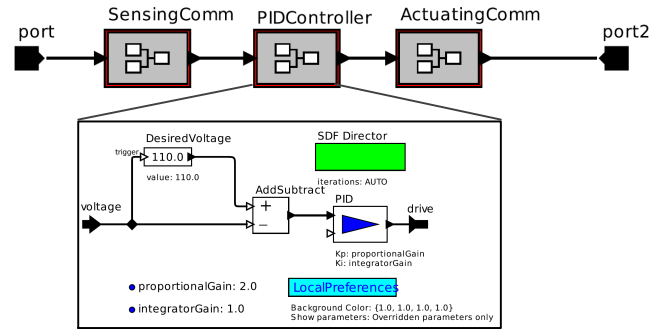 port
SensingComm
PIDController
ActuatingComm
port2
DesiredVoltage
trigger
110.0
value: 110.0
SDF Director
iterations: AUTO
voltage
AddSubtract
+
−
PID
drive
Kp: proportionalGain
Ki: integratorGain
proportionalGain: 2.0
integratorGain: 1.0
LocalPreferences
Background Color: {1.0, 1.0, 1.0, 1.0}
Show parameters: Overridden parameters only